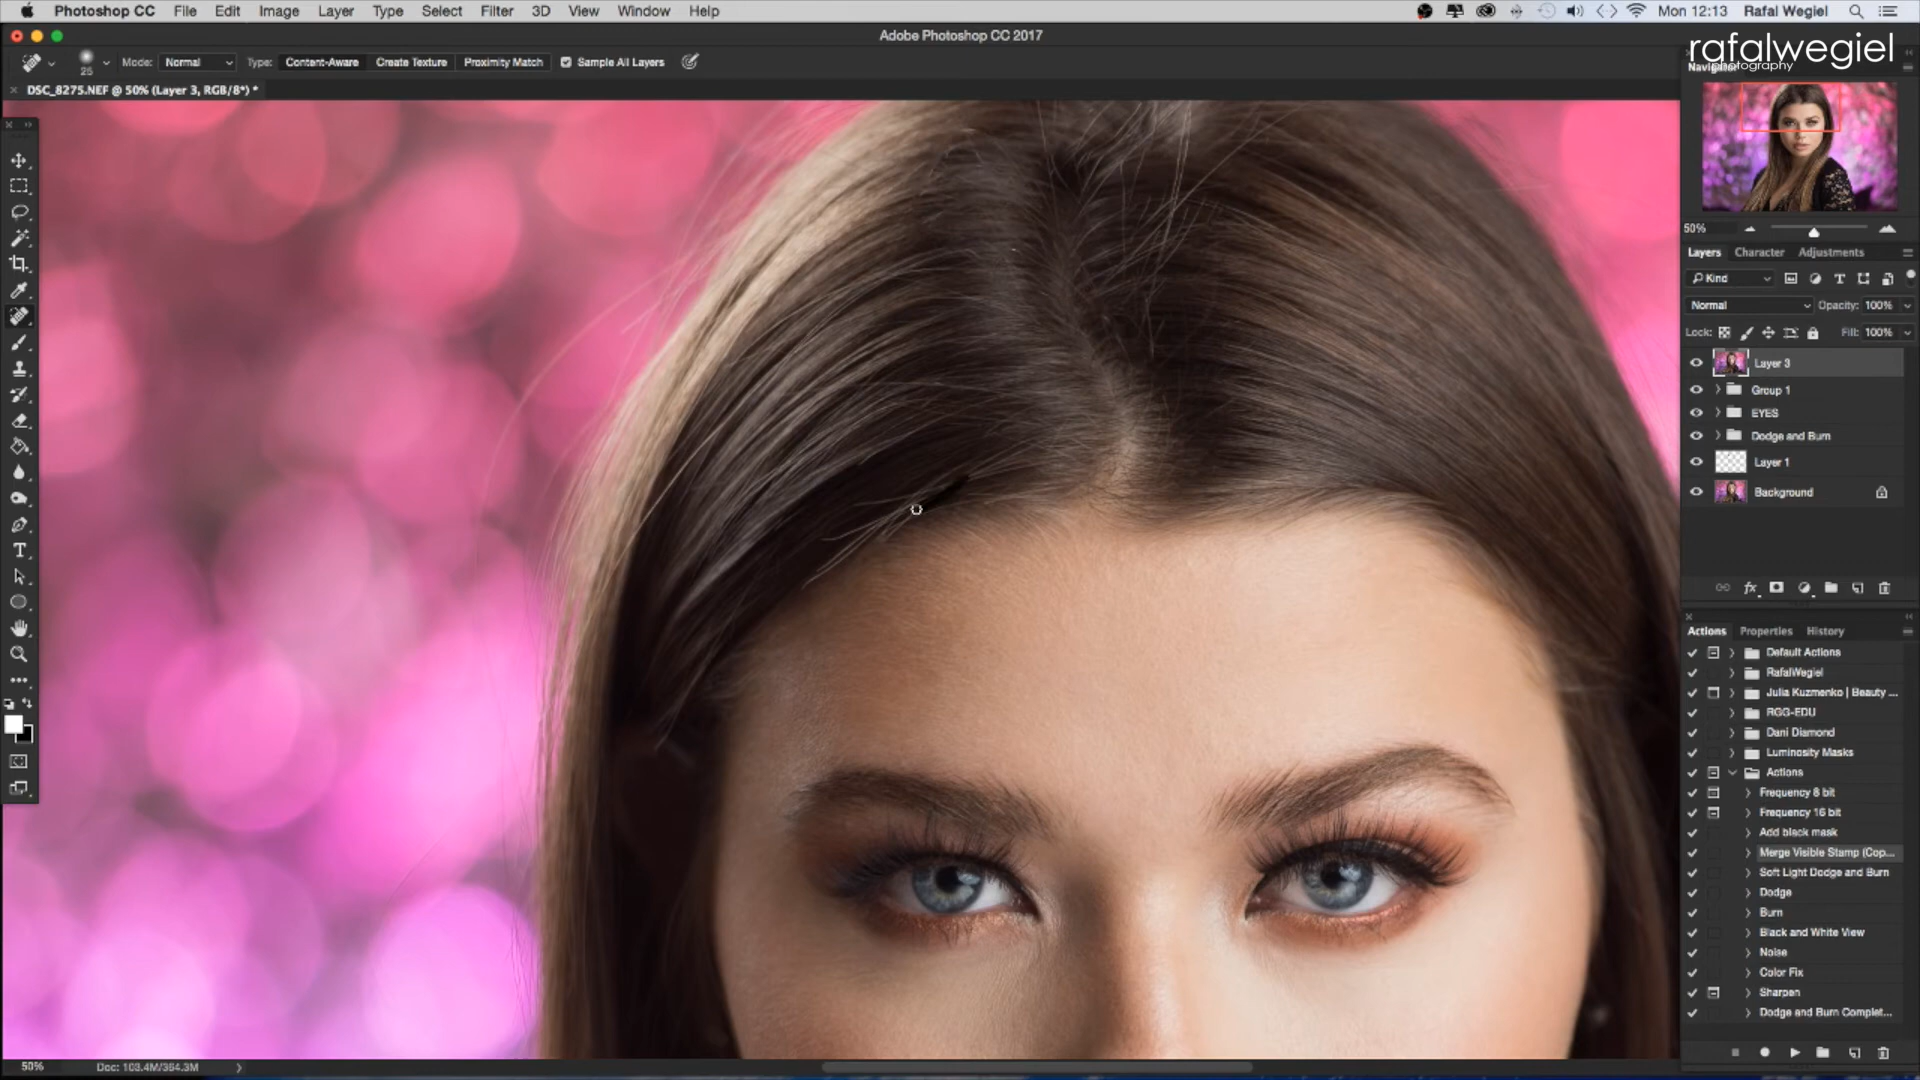 Photoshop CC File Edit Image Layer Type Select Filter 3D View Window Help Mon 12:13 Rafal Wegiel
Adobe Photoshop CC 2017
rafalwegiel
photography
25 Mode: Normal Type: Content-Aware Create Texture Proximity Match Sample All Layers
Navigator
DSC_8275.NEF @ 50% (Layer 3, RGB/8*) *
50%
Layers Character Adjustments
Kind
Normal Opacity: 100%
Lock: Fill: 100%
Layer 3
Group 1
EYES
Dodge and Burn
Layer 1
Background
Actions Properties History
Default Actions
RafalWegiel
Julia Kuzmenko | Beauty ...
RGG-EDU
Dani Diamond
Luminosity Masks
Actions
Frequency 8 bit
Frequency 16 bit
Add black mask
Merge Visible Stamp (Cop...
Soft Light Dodge and Burn
Dodge
Burn
Black and White View
Noise
Color Fix
Sharpen
Dodge and Burn Complet...
50% Doc: 103.4M/364.3M